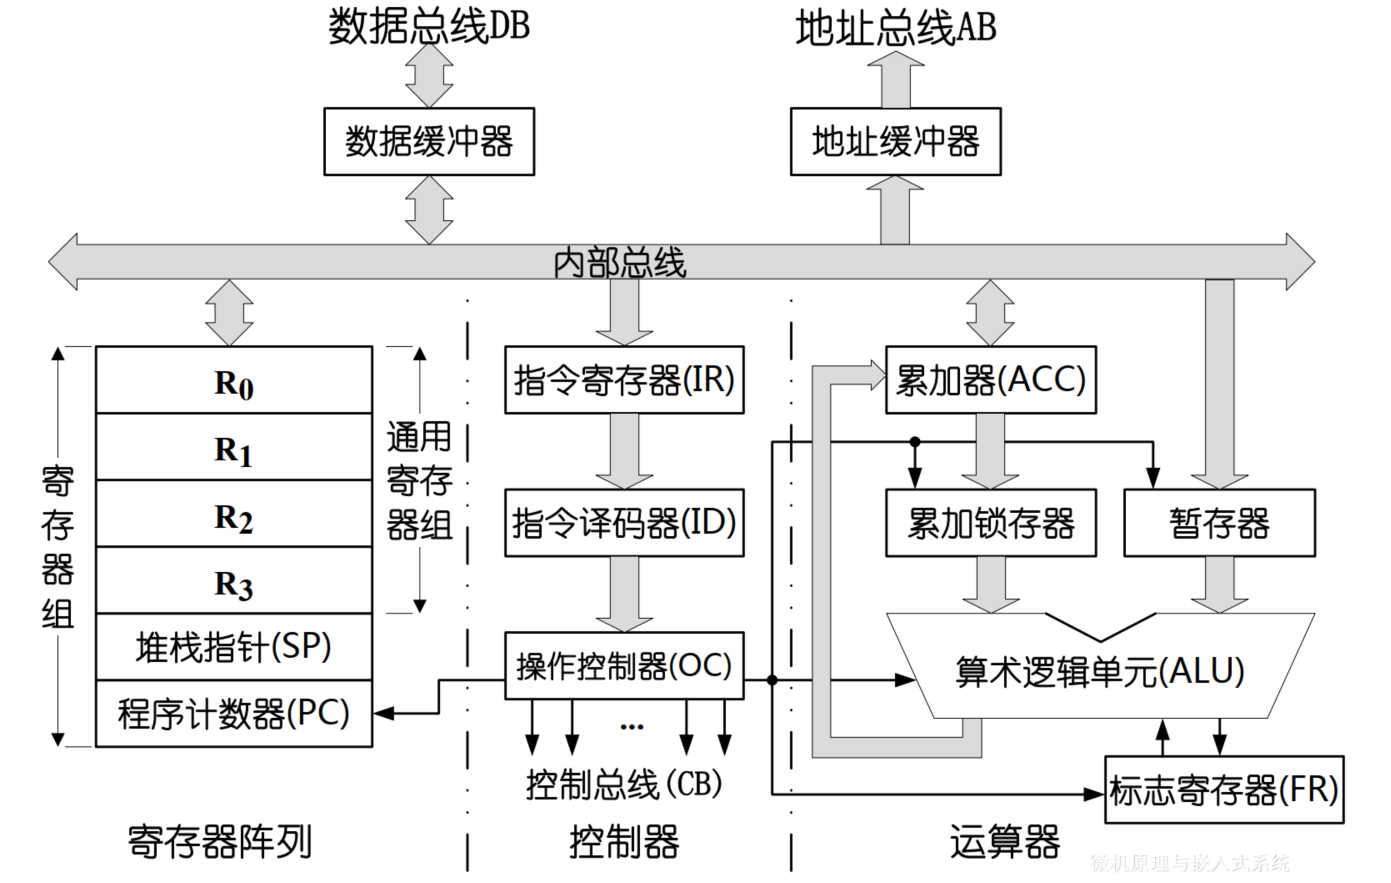 数据总线DB
地址总线AB
数据缓冲器
地址缓冲器
内部总线
寄存器组
R0
R1
R2
R3
堆栈指针(SP)
程序计数器(PC)
通用寄存器组
寄存器阵列
指令寄存器(IR)
指令译码器(ID)
操作控制器(OC)
...
控制总线(CB)
控制器
累加器(ACC)
累加锁存器
暂存器
算术逻辑单元(ALU)
标志寄存器(FR)
运算器
微机原理与嵌入式系统